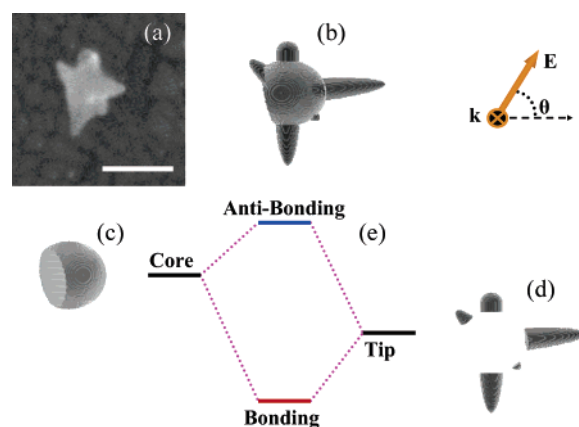 (a)
(b)
E
k
θ
Anti-Bonding
(c)
(e)
Core
(d)
Tip
Bonding